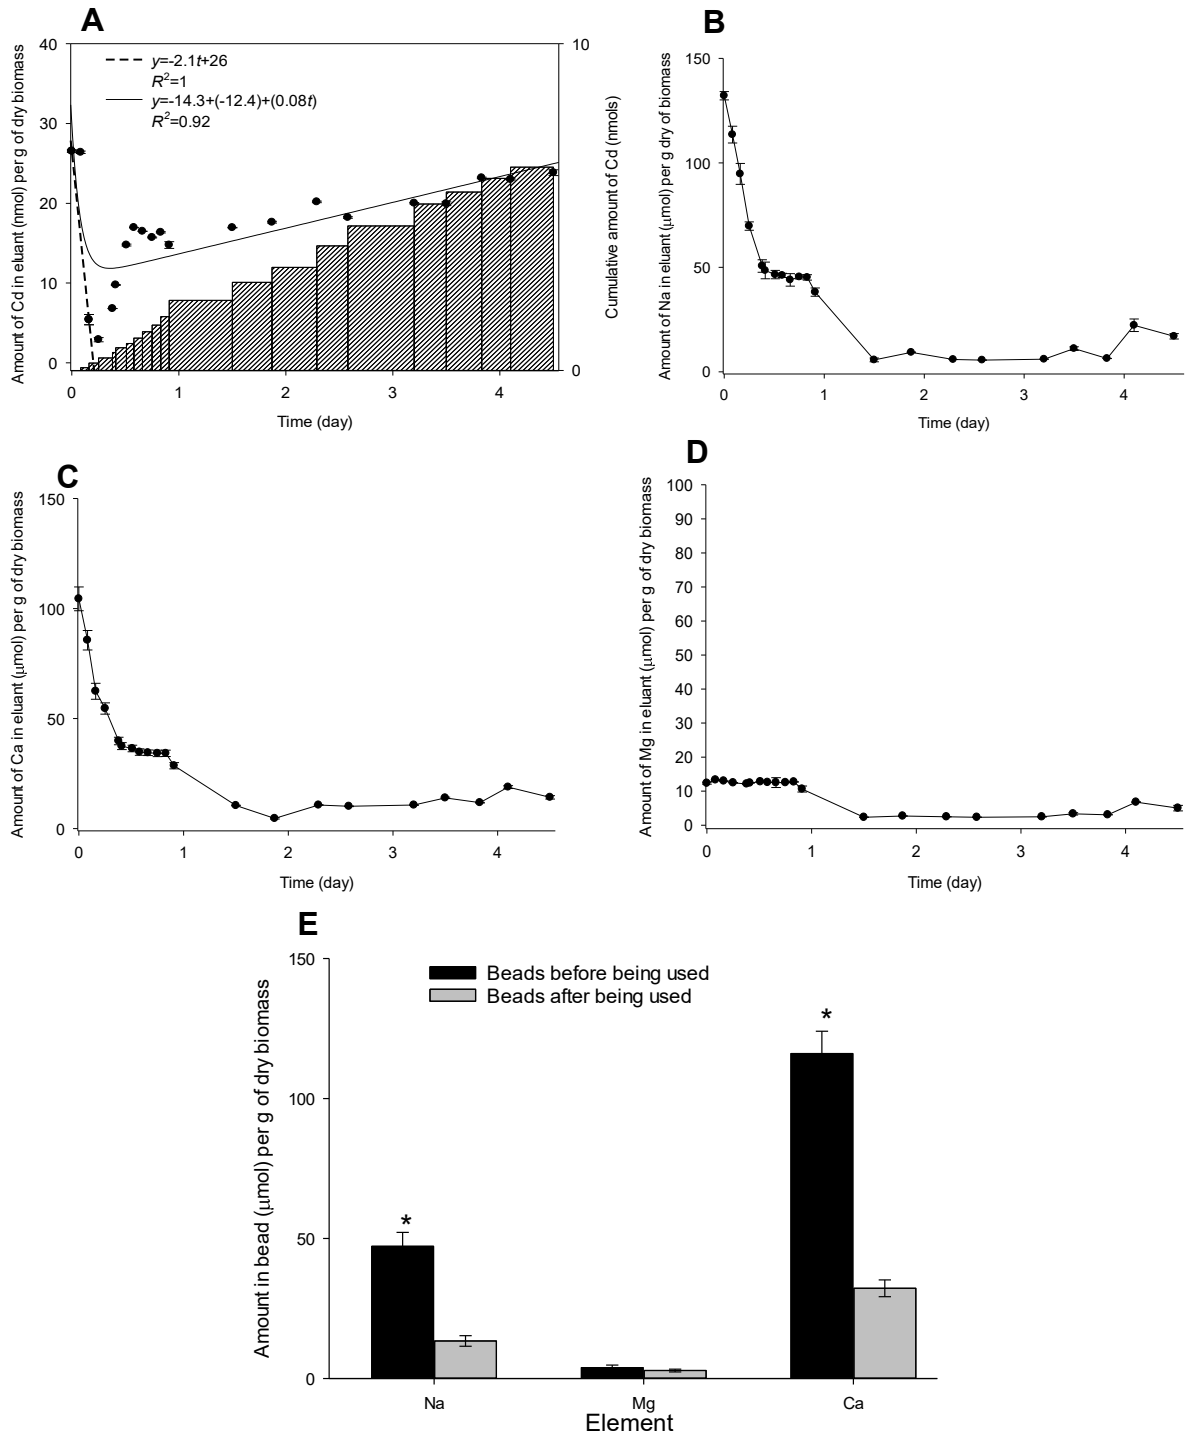 A
Amount of Cd in eluant (nmol) per g of dry biomass
40
30
20
10
0
y=-2.1t+26
R²=1
y=-14.3+(-12.4)+(0.08t)
R²=0.92
10
0
Cumulative amount of Cd (nmols)
0 1 2 3 4
Time (day)
B
Amount of Na in eluant (μmol) per g dry of biomass
150
100
50
0
0 1 2 3 4
Time (day)
C
Amount of Ca in eluant (μmol) per g of dry biomass
150
100
50
0
0 1 2 3 4
Time (day)
D
Amount of Mg in eluant (μmol) per g of dry biomass
100
90
80
70
60
50
40
30
20
10
0
0 1 2 3 4
Time (day)
E
Amount in bead (μmol) per g of dry biomass
150
100
50
0
Beads before being used
Beads after being used
*
*
Na Mg Ca
Element